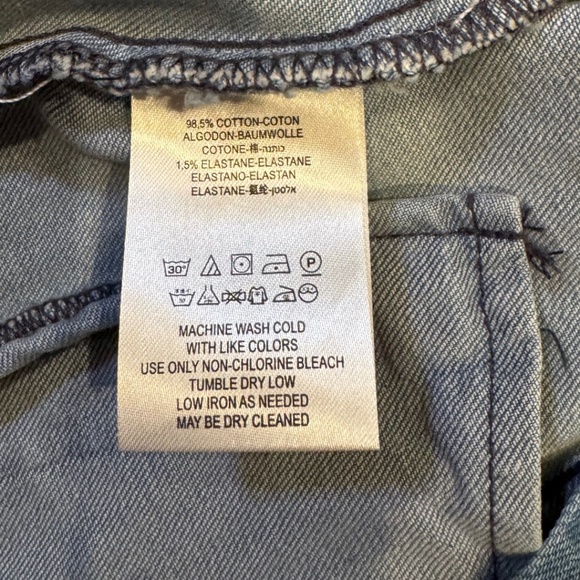 98,5% COTTON-COTON
ALGODON-BAUMWOLLE
COTONE-棉-כותנה
1,5% ELASTANE-ELASTANE
ELASTANO-ELASTAN
ELASTANE-氨纶-אלסטן
30° P
MACHINE WASH COLD
WITH LIKE COLORS
USE ONLY NON-CHLORINE BLEACH
TUMBLE DRY LOW
LOW IRON AS NEEDED
MAY BE DRY CLEANED